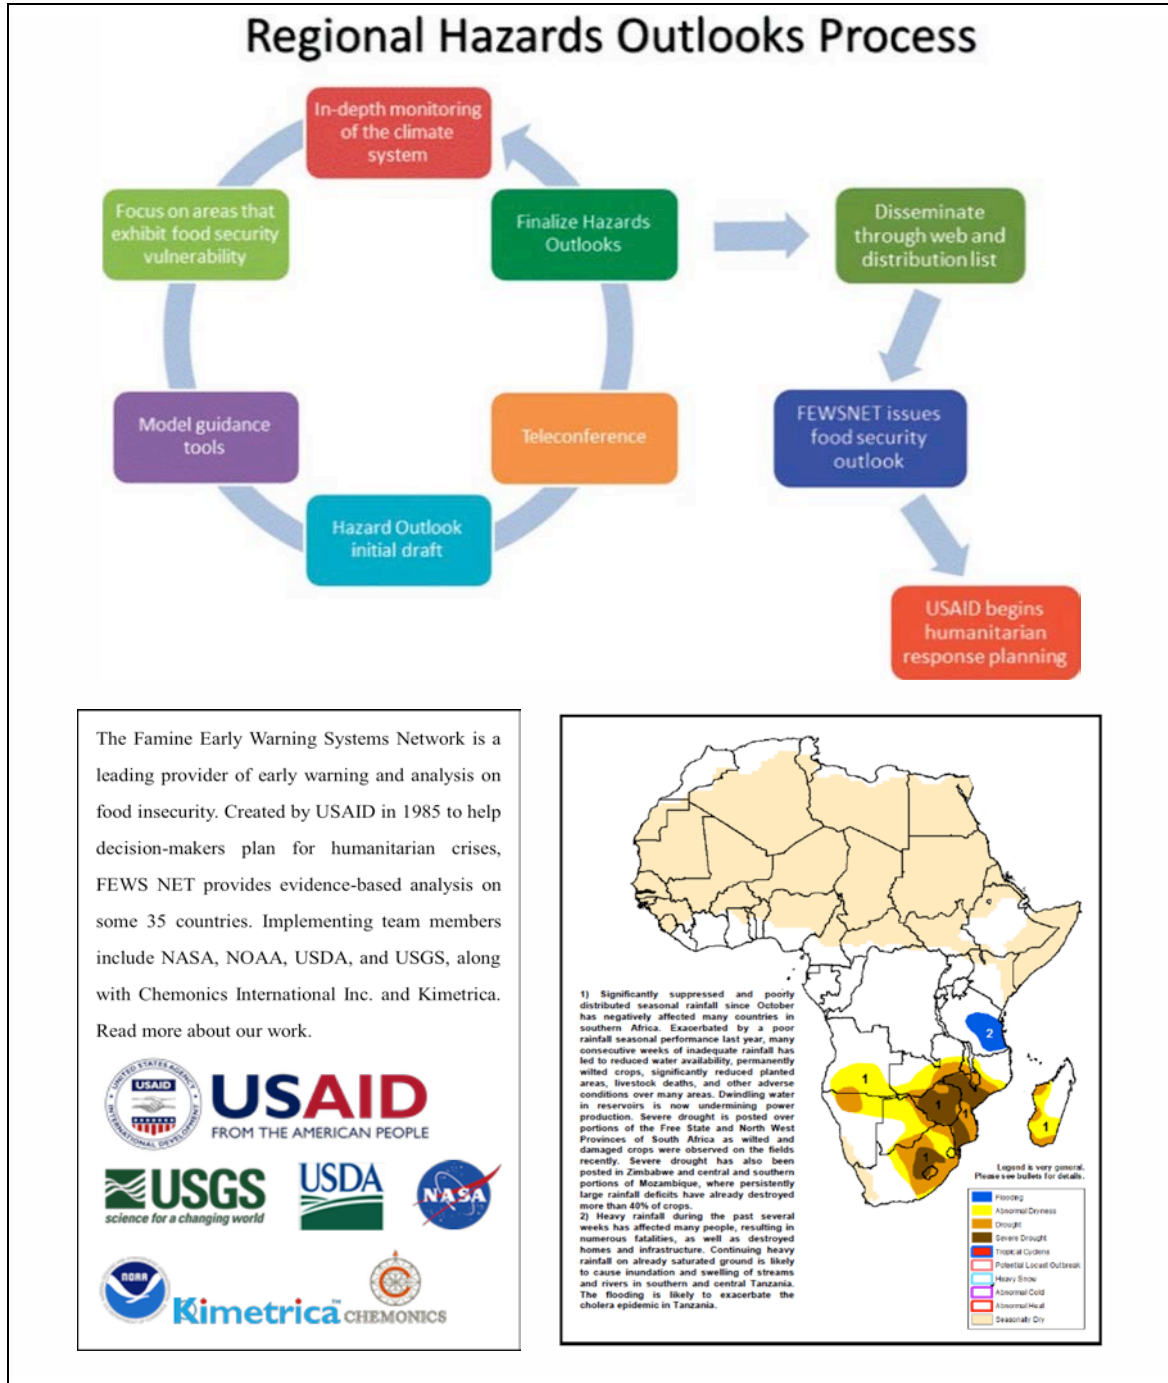 Regional Hazards Outlooks Process
In-depth monitoring
of the climate
system
Finalize Hazards
Outlooks
Teleconference
Hazard Outlook
initial draft
Model guidance
tools
Focus on areas that
exhibit food security
vulnerability
Disseminate
through web and
distribution list
FEWSNET issues
food security
outlook
USAID begins
humanitarian
response planning
The Famine Early Warning Systems Network is a
leading provider of early warning and analysis on
food insecurity. Created by USAID in 1985 to help
decision-makers plan for humanitarian crises,
FEWS NET provides evidence-based analysis on
some 35 countries. Implementing team members
include NASA, NOAA, USDA, and USGS, along
with Chemonics International Inc. and Kimetrica.
Read more about our work.
UNITED STATES AGENCY
USAID
INTERNATIONAL DEVELOPMENT
USAID
FROM THE AMERICAN PEOPLE
USGS
science for a changing world
USDA
NASA
NOAA
Kimetrica™
CHEMONICS
1) Significantly suppressed and poorly
distributed seasonal rainfall since October
has negatively affected many countries in
southern Africa. Exacerbated by a poor
rainfall seasonal performance last year, many
consecutive weeks of inadequate rainfall has
led to reduced water availability, permanently
wilted crops, significantly reduced planted
areas, livestock deaths, and other adverse
conditions over many areas. Dwindling water
in reservoirs is now undermining power
production. Severe drought is posted over
portions of the Free State and North West
Provinces of South Africa as wilted and
damaged crops were observed on the fields
recently. Severe drought has also been
posted in Zimbabwe and central and southern
portions of Mozambique, where persistently
large rainfall deficits have already destroyed
more than 40% of crops.
2) Heavy rainfall during the past several
weeks has affected many people, resulting in
numerous fatalities, as well as destroyed
homes and infrastructure. Continuing heavy
rainfall on already saturated ground is likely
to cause inundation and swelling of streams
and rivers in southern and central Tanzania.
The flooding is likely to exacerbate the
cholera epidemic in Tanzania.
2
1
1
1
1
1
Legend is very general.
Please see bullets for details.
Flooding
Abnormal Dryness
Drought
Severe Drought
Tropical Cyclone
Potential Locust Outbreak
Heavy Snow
Abnormal Cold
Abnormal Heat
Seasonally Dry